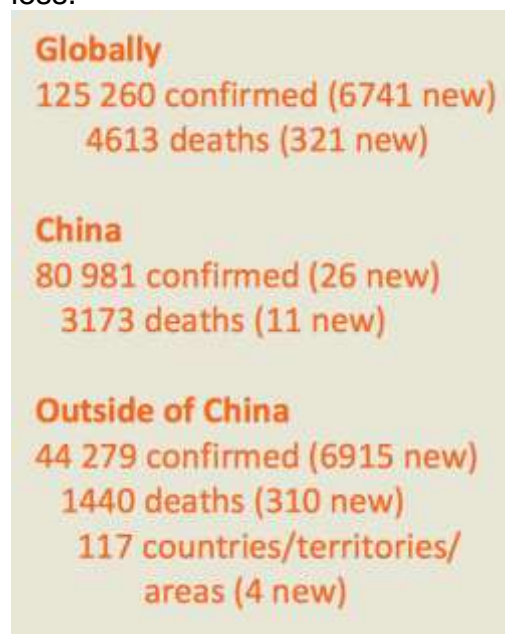 Globally
125 260 confirmed (6741 new)
4613 deaths (321 new)
China
80 981 confirmed (26 new)
3173 deaths (11 new)
Outside of China
44 279 confirmed (6915 new)
1440 deaths (310 new)
117 countries/territories/
areas (4 new)